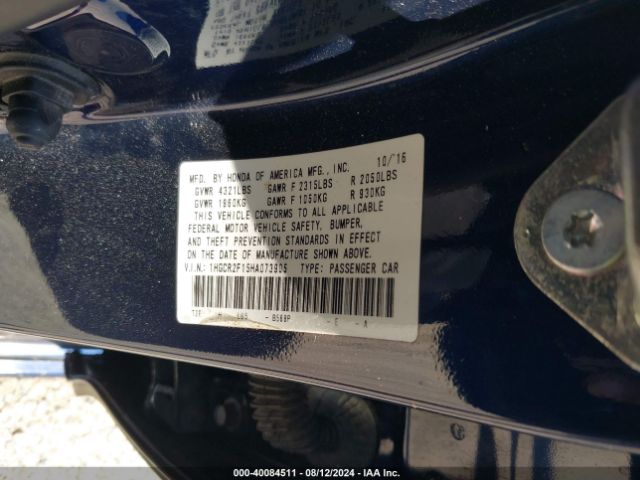 MFD. BY HONDA OF AMERICA MFG., INC. 10/16
GVWR 4321LBS GAWR F 2315LBS R 2050LBS
GVWR 1960KG GAWR F 1050KG R 930KG
THIS VEHICLE CONFORMS TO ALL APPLICABLE
FEDERAL MOTOR VEHICLE SAFETY, BUMPER,
AND THEFT PREVENTION STANDARDS IN EFFECT
ON THE DATE OF MANUFACTURE SHOWN ABOVE.
V.I.N.: 1HGCR2F15HA073905 TYPE: PASSENGER CAR
- B588P - E - A
000-40084511 - 08/12/2024 - IAA Inc.